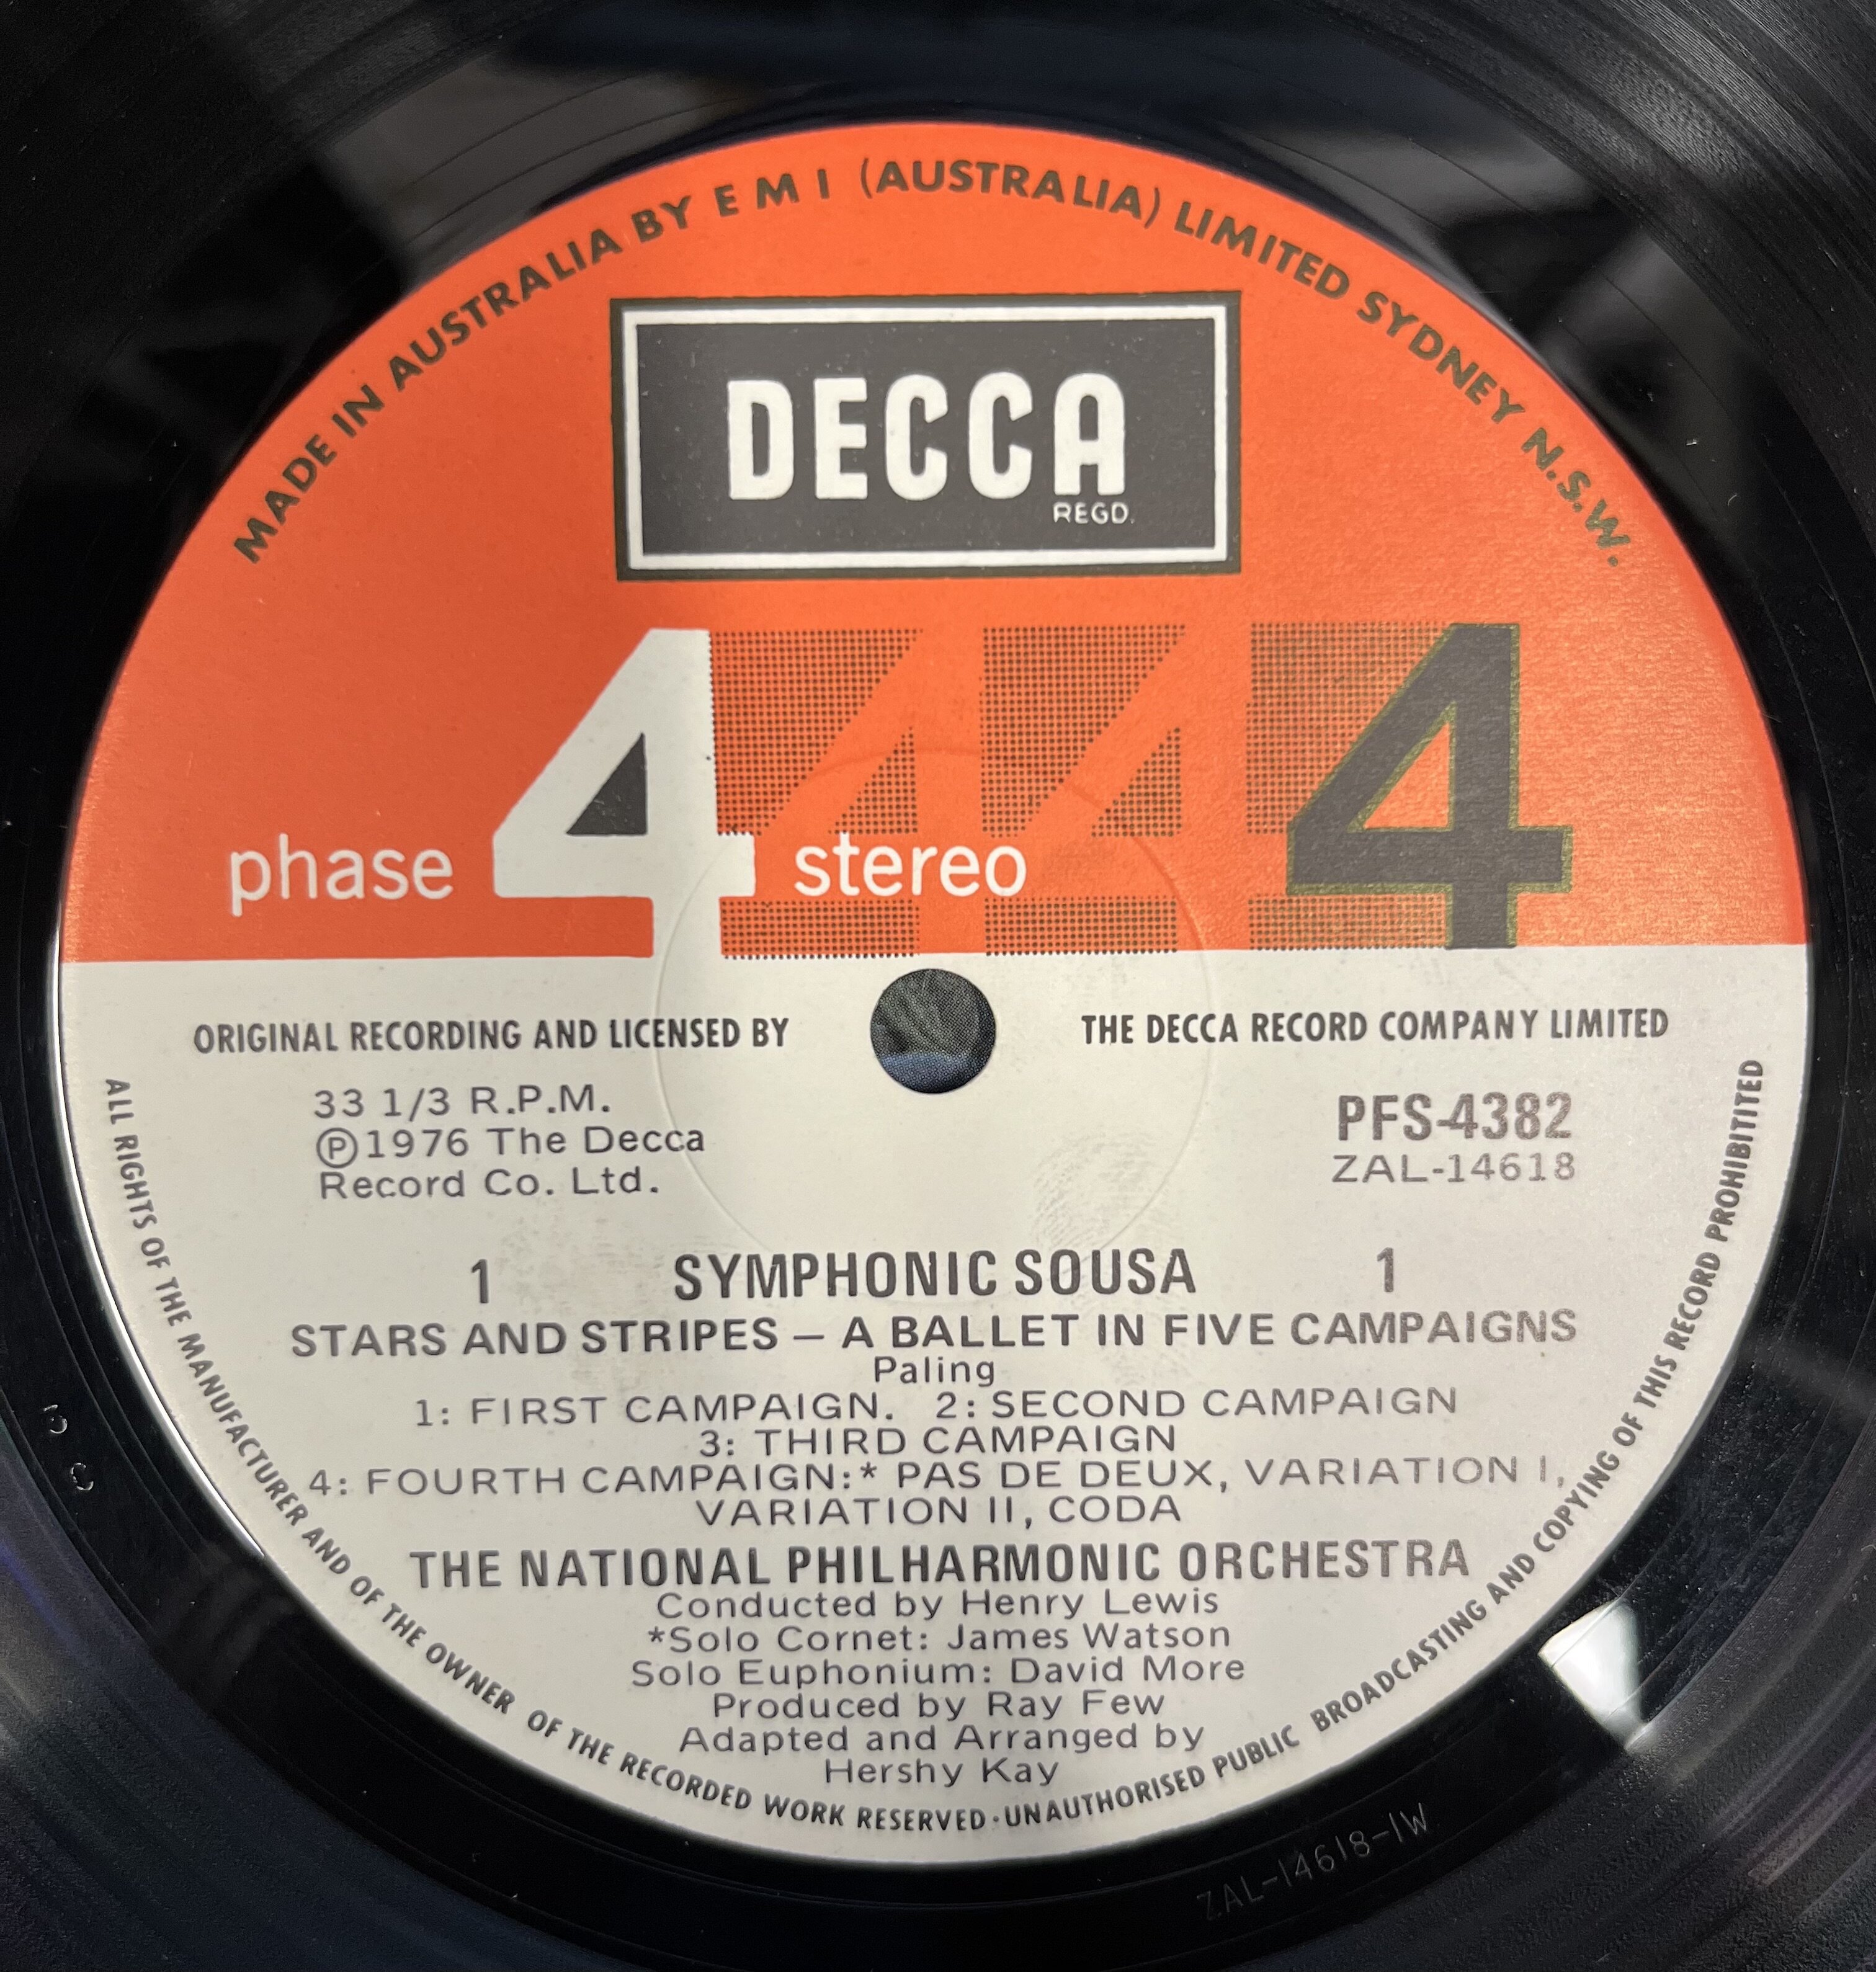 MADE IN AUSTRALIA BY E M I (AUSTRALIA) LIMITED SYDNEY N.S.W.
DECCA
REGD.
phase 4 stereo 4 4 4
ORIGINAL RECORDING AND LICENSED BY THE DECCA RECORD COMPANY LIMITED
33 1/3 R.P.M.
℗1976 The Decca
Record Co. Ltd.
PFS-4382
ZAL-14618
1 SYMPHONIC SOUSA 1
STARS AND STRIPES — A BALLET IN FIVE CAMPAIGNS
Paling
1: FIRST CAMPAIGN. 2: SECOND CAMPAIGN
3: THIRD CAMPAIGN
4: FOURTH CAMPAIGN:* PAS DE DEUX, VARIATION I,
VARIATION II, CODA
THE NATIONAL PHILHARMONIC ORCHESTRA
Conducted by Henry Lewis
*Solo Cornet: James Watson
Solo Euphonium: David More
Produced by Ray Few
Adapted and Arranged by
Hershy Kay
ALL RIGHTS OF THE MANUFACTURER AND OF THE OWNER OF THE RECORDED WORK RESERVED · UNAUTHORISED PUBLIC BROADCASTING AND COPYING OF THIS RECORD PROHIBITED
ZAL-14618-1W